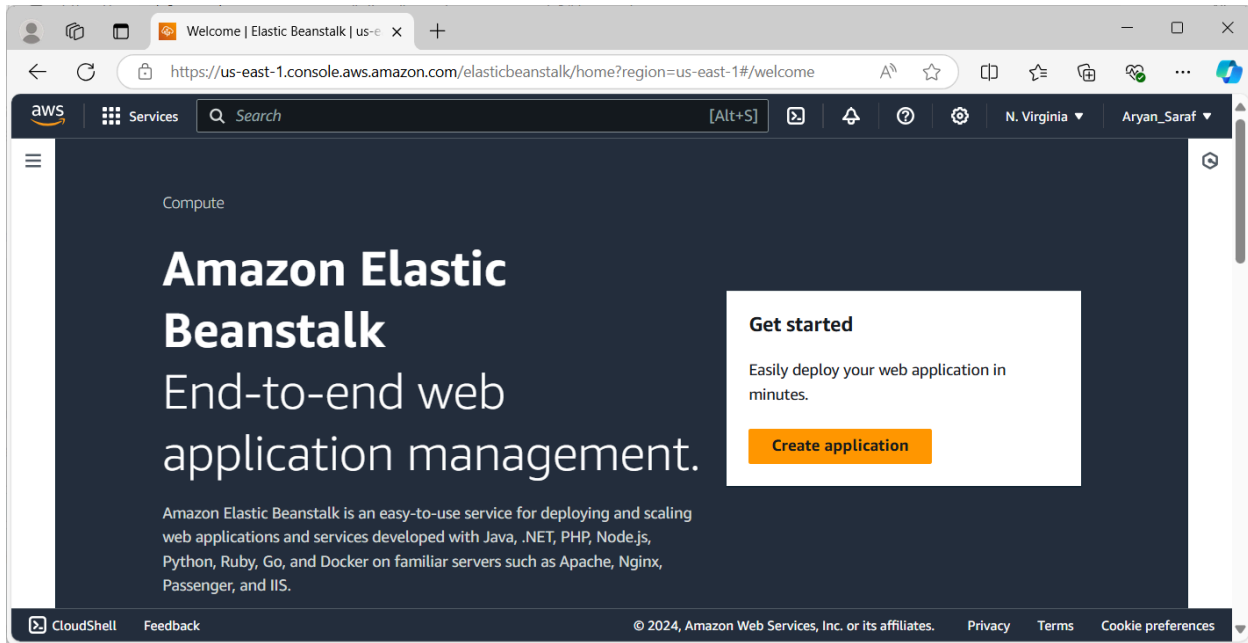 Welcome | Elastic Beanstalk | us-e
https://us-east-1.console.aws.amazon.com/elasticbeanstalk/home?region=us-east-1#/welcome
aws Services Search [Alt+S] N. Virginia Aryan_Saraf
Compute
Amazon Elastic
Beanstalk
End-to-end web
application management.
Amazon Elastic Beanstalk is an easy-to-use service for deploying and scaling
web applications and services developed with Java, .NET, PHP, Node.js,
Python, Ruby, Go, and Docker on familiar servers such as Apache, Nginx,
Passenger, and IIS.
Get started
Easily deploy your web application in
minutes.
Create application
CloudShell Feedback © 2024, Amazon Web Services, Inc. or its affiliates. Privacy Terms Cookie preferences